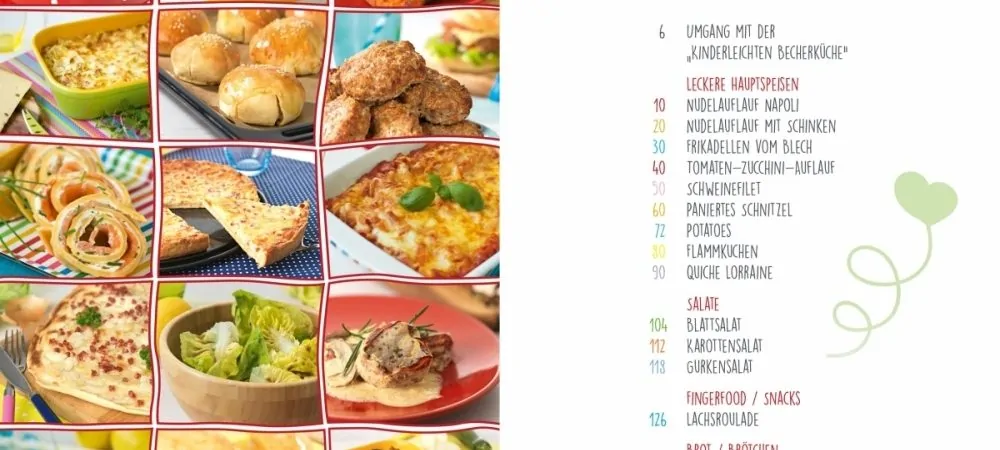 6 UMGANG MIT DER
„KINDERLEICHTEN BECHERKÜCHE"
LECKERE HAUPTSPEISEN
10 NUDELAUFLAUF NAPOLI
20 NUDELAUFLAUF MIT SCHINKEN
30 FRIKADELLEN VOM BLECH
40 TOMATEN-ZUCCHINI-AUFLAUF
50 SCHWEINEFILET
60 PANIERTES SCHNITZEL
72 POTATOES
80 FLAMMKUCHEN
90 QUICHE LORRAINE
SALATE
104 BLATTSALAT
112 KAROTTENSALAT
118 GURKENSALAT
FINGERFOOD / SNACKS
126 LACHSROULADE
BROT / BRÖTCHEN